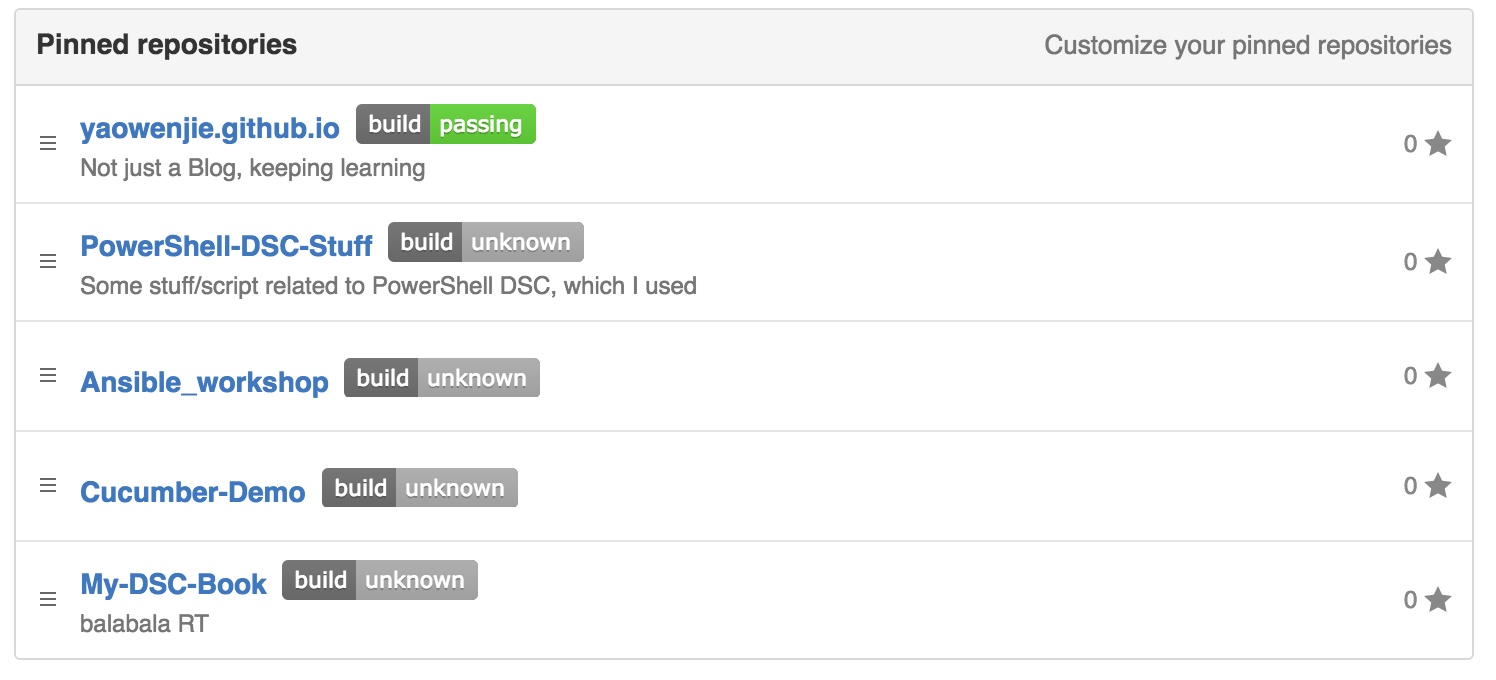 Pinned repositories Customize your pinned repositories
yaowenjie.github.io build passing 0
Not just a Blog, keeping learning
PowerShell-DSC-Stuff build unknown 0
Some stuff/script related to PowerShell DSC, which I used
Ansible_workshop build unknown 0
Cucumber-Demo build unknown 0
My-DSC-Book build unknown 0
balabala RT